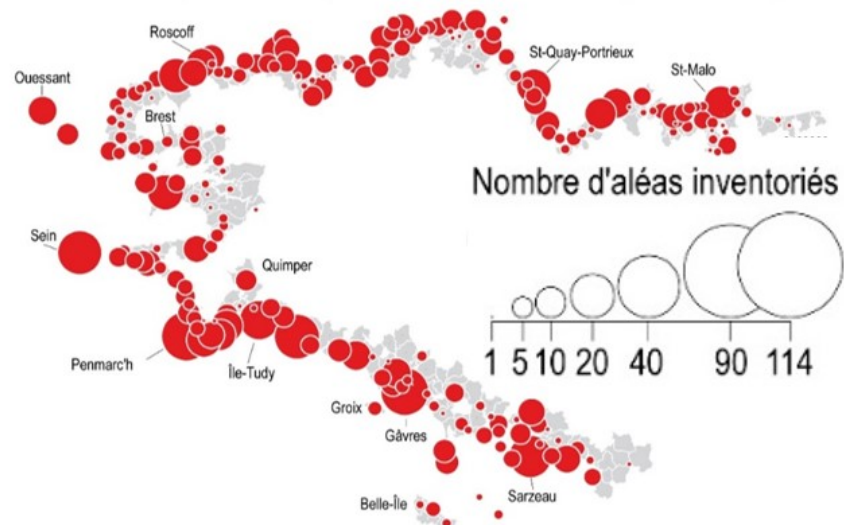 Roscoff
Ouessant
St-Quay-Portrieux
St-Malo
Brest
Nombre d'aléas inventoriés
Sein
Quimper
1 5 10 20 40 90 114
Penmarc'h
Île-Tudy
Groix
Gâvres
Sarzeau
Belle-Île